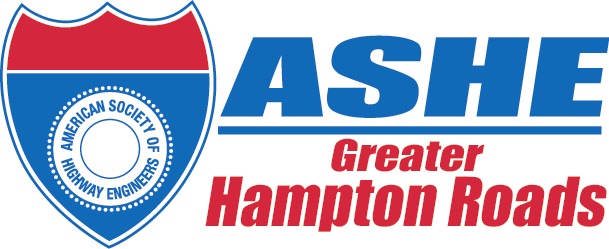 AMERICAN SOCIETY OF
HIGHWAY ENGINEERS
ASHE
Greater
Hampton Roads